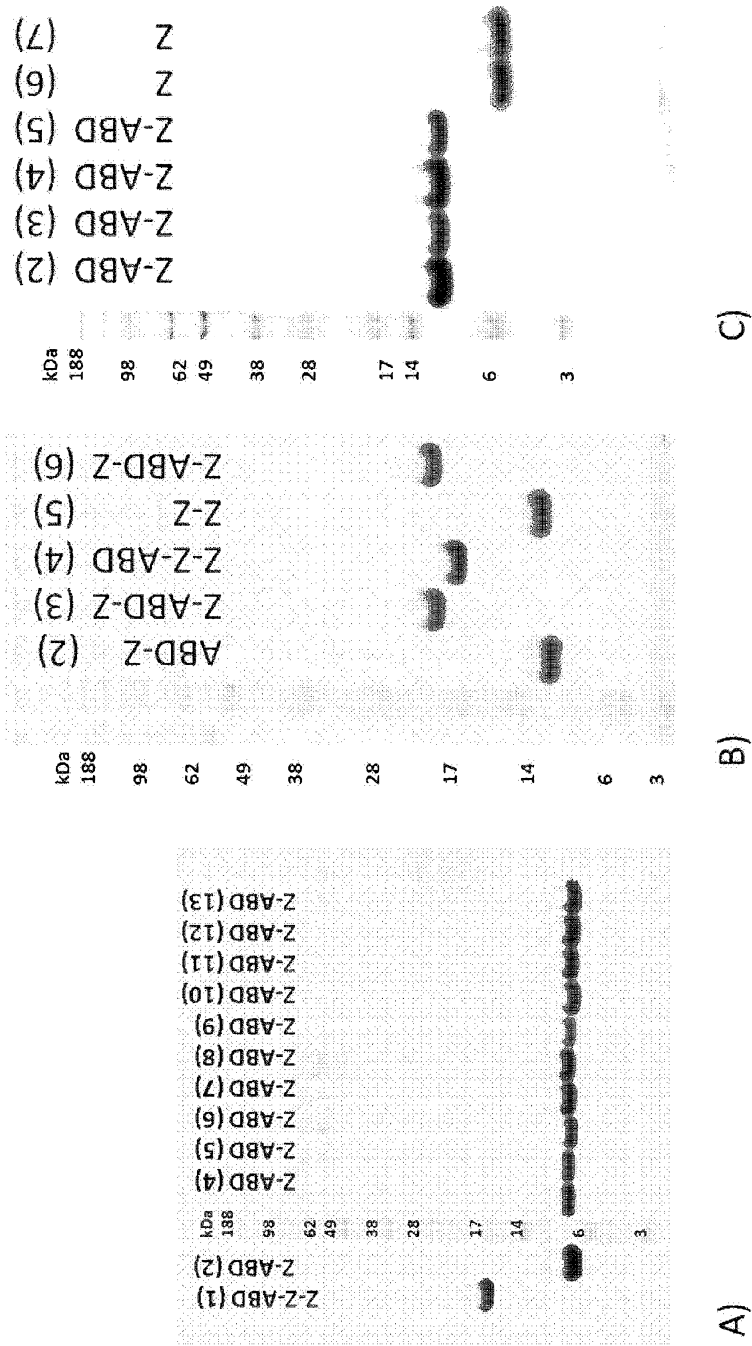 Z-Z-ABD (1)
Z-ABD (2)
kDa
188
98
62
49
38
28
17
14
6
3
Z-ABD (4)
Z-ABD (5)
Z-ABD (6)
Z-ABD (7)
Z-ABD (8)
Z-ABD (9)
Z-ABD (10)
Z-ABD (11)
Z-ABD (12)
Z-ABD (13)
A)
kDa
188
98
62
49
38
28
17
14
6
3
ABD-Z (2)
Z-ABD-Z (3)
Z-Z-ABD (4)
Z-Z (5)
Z-ABD-Z (6)
B)
kDa
188
98
62
49
38
28
17
14
6
3
Z-ABD (2)
Z-ABD (3)
Z-ABD (4)
Z-ABD (5)
Z (6)
Z (7)
C)